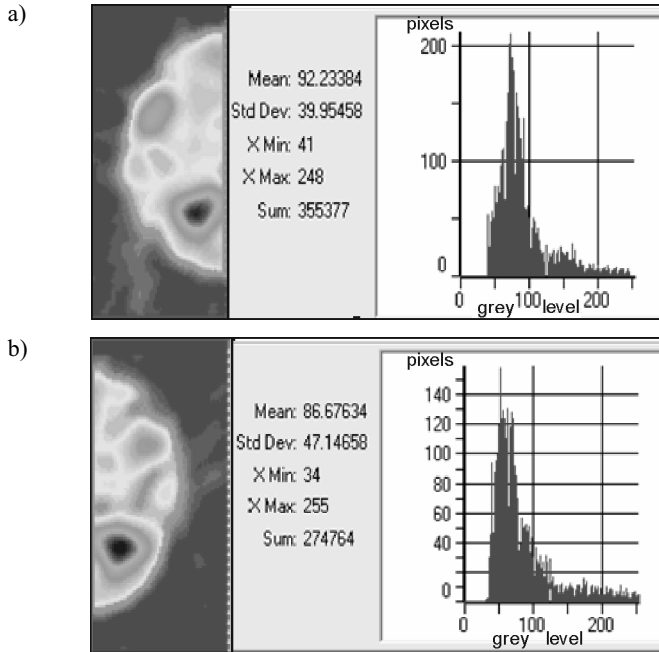 a)
Mean: 92.23384
Std Dev: 39.95458
X Min: 41
X Max: 248
Sum: 355377
pixels
200
100
0
0 100 200
grey level
b)
Mean: 86.67634
Std Dev: 47.14658
X Min: 34
X Max: 255
Sum: 274764
pixels
140
120
100
80
60
40
0
0 100 200
grey level